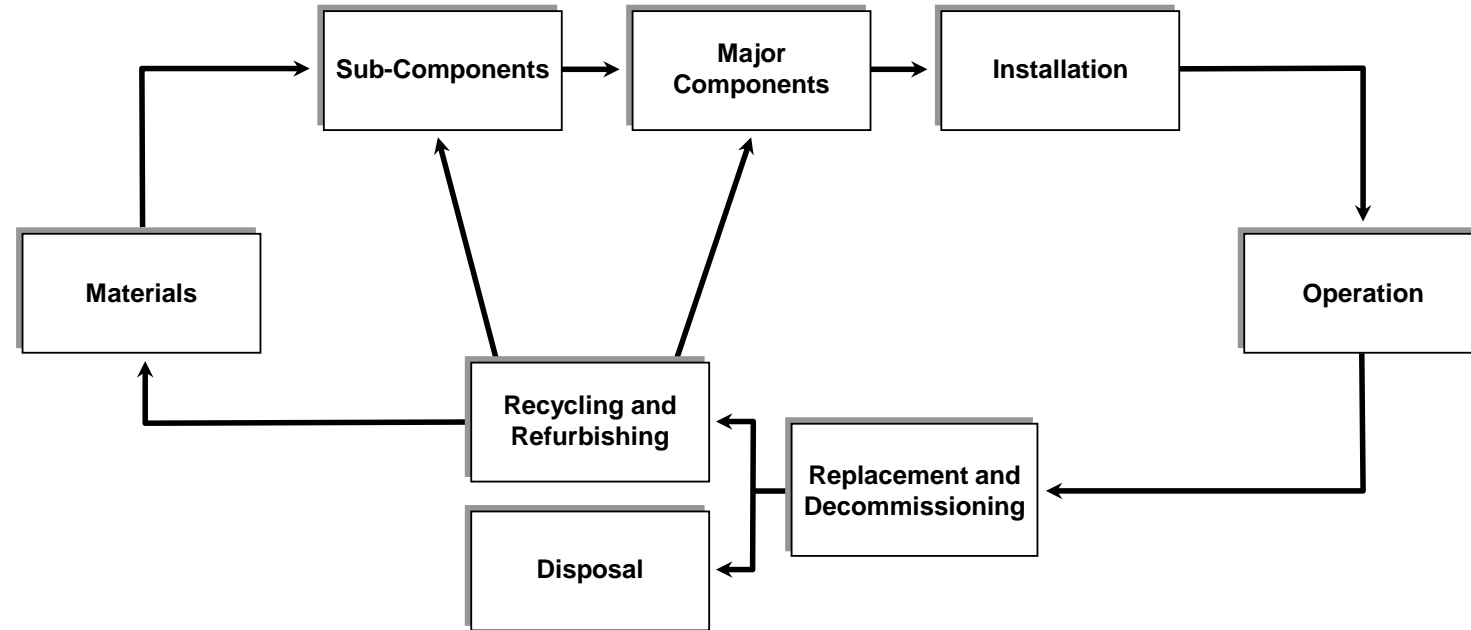 Sub-Components
Major
Components
Installation
Materials
Operation
Recycling and
Refurbishing
Replacement and
Decommissioning
Disposal